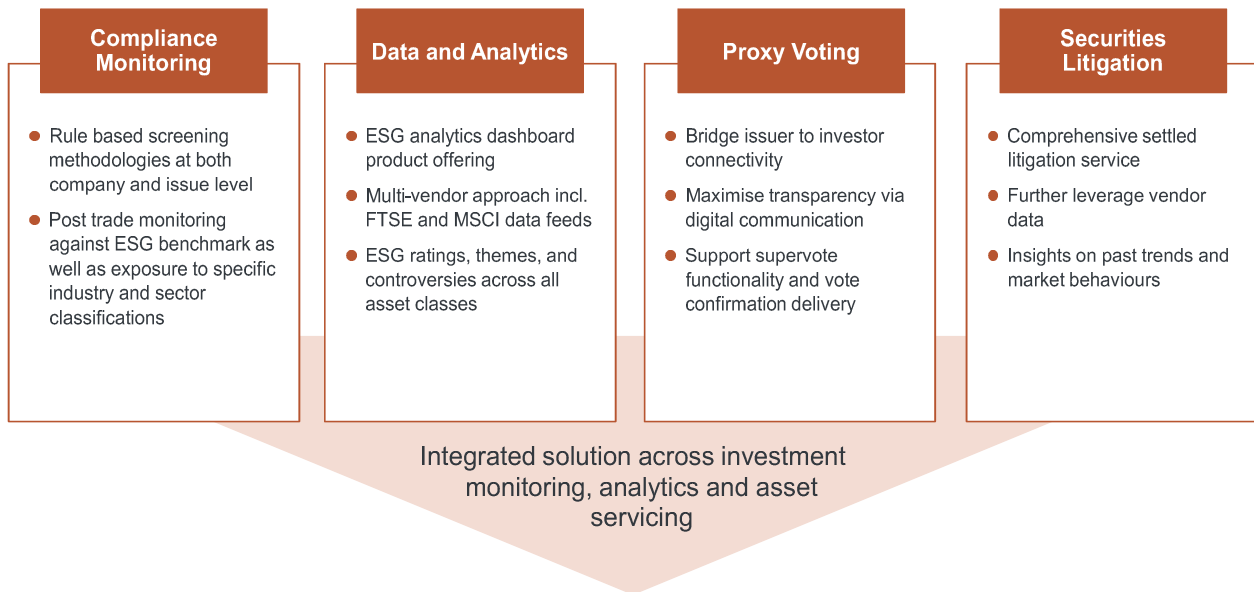 Compliance
Monitoring
Rule based screening
methodologies at both
company and issue level
Post trade monitoring
against ESG benchmark as
well as exposure to specific
industry and sector
classifications
Data and Analytics
ESG analytics dashboard
product offering
Multi-vendor approach incl.
FTSE and MSCI data feeds
ESG ratings, themes, and
controversies across all
asset classes
Proxy Voting
Bridge issuer to investor
connectivity
Maximise transparency via
digital communication
Support supervote
functionality and vote
confirmation delivery
Securities
Litigation
Comprehensive settled
litigation service
Further leverage vendor
data
Insights on past trends and
market behaviours
Integrated solution across investment
monitoring, analytics and asset
servicing